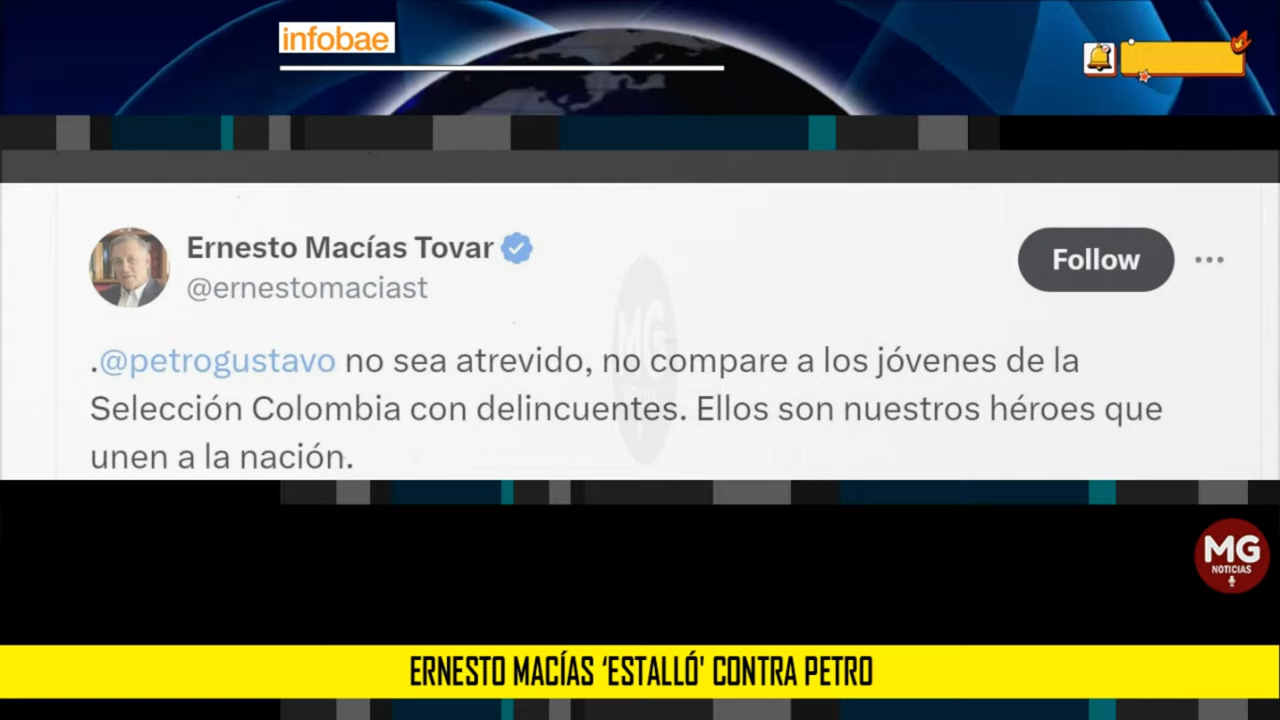 infobae
Ernesto Macías Tovar
@ernestomaciast
Follow
.@petrogustavo no sea atrevido, no compare a los jóvenes de la
Selección Colombia con delincuentes. Ellos son nuestros héroes que
unen a la nación.
MG
MG
NOTICIAS
ERNESTO MACÍAS ‘ESTALLÓ' CONTRA PETRO